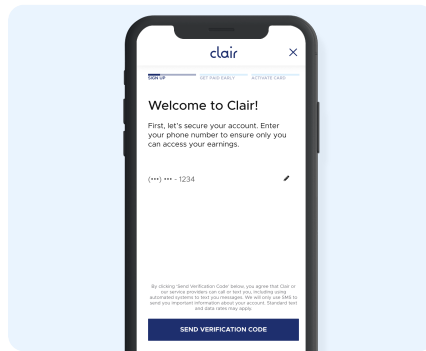 clair
SIGN UP GET PAID EARLY ACTIVATE CARD
Welcome to Clair!
First, let's secure your account. Enter
your phone number to ensure only you
can access your earnings.
(•••) ••• - 1234
By clicking 'Send Verification Code' below, you agree that Clair or
our service providers can call or text you, including using
automated systems to text you messages. We will only use SMS to
send you important information about your account. Standard text
and data rates may apply.
SEND VERIFICATION CODE